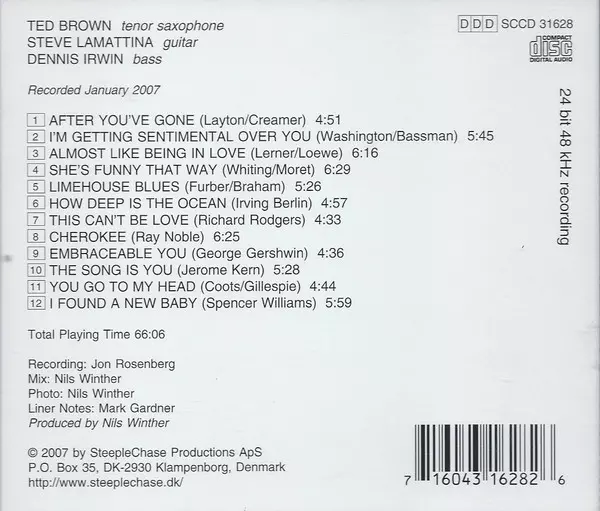 TED BROWN tenor saxophone
STEVE LAMATTINA guitar
DENNIS IRWIN bass
DDD SCCD 31628
COMPACT
disc
DIGITAL AUDIO
Recorded January 2007
24 bit 48 kHz recording
1 AFTER YOU'VE GONE (Layton/Creamer) 4:51
2 I'M GETTING SENTIMENTAL OVER YOU (Washington/Bassman) 5:45
3 ALMOST LIKE BEING IN LOVE (Lerner/Loewe) 6:16
4 SHE'S FUNNY THAT WAY (Whiting/Moret) 6:29
5 LIMEHOUSE BLUES (Furber/Braham) 5:26
6 HOW DEEP IS THE OCEAN (Irving Berlin) 4:57
7 THIS CAN'T BE LOVE (Richard Rodgers) 4:33
8 CHEROKEE (Ray Noble) 6:25
9 EMBRACEABLE YOU (George Gershwin) 4:36
10 THE SONG IS YOU (Jerome Kern) 5:28
11 YOU GO TO MY HEAD (Coots/Gillespie) 4:44
12 I FOUND A NEW BABY (Spencer Williams) 5:59
Total Playing Time 66:06
Recording: Jon Rosenberg
Mix: Nils Winther
Photo: Nils Winther
Liner Notes: Mark Gardner
Produced by Nils Winther
© 2007 by SteepleChase Productions ApS
P.O. Box 35, DK-2930 Klampenborg, Denmark
http://www.steeplechase.dk/
7 16043 16282 6